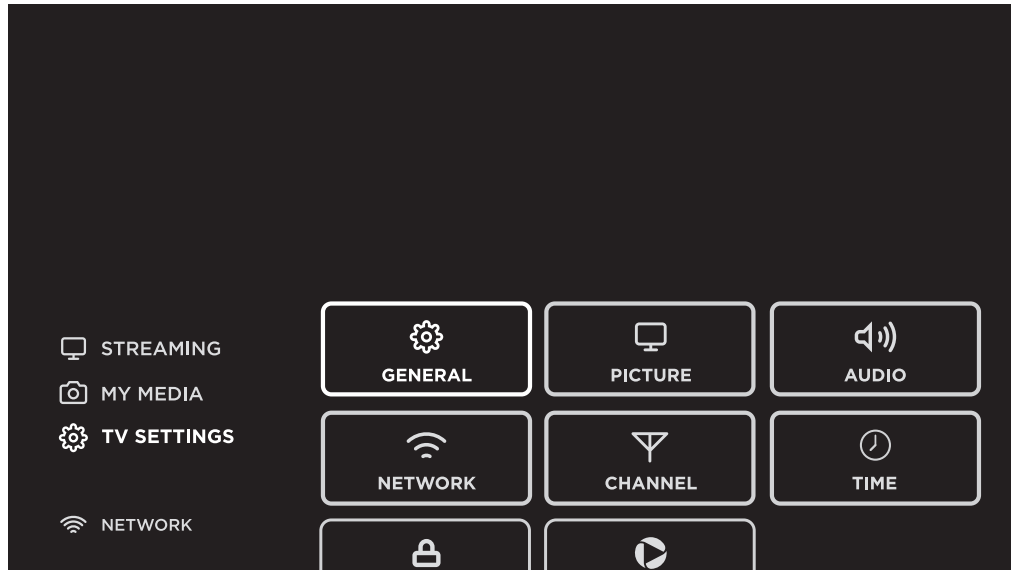 STREAMING
MY MEDIA
TV SETTINGS
NETWORK
GENERAL
PICTURE
AUDIO
NETWORK
CHANNEL
TIME